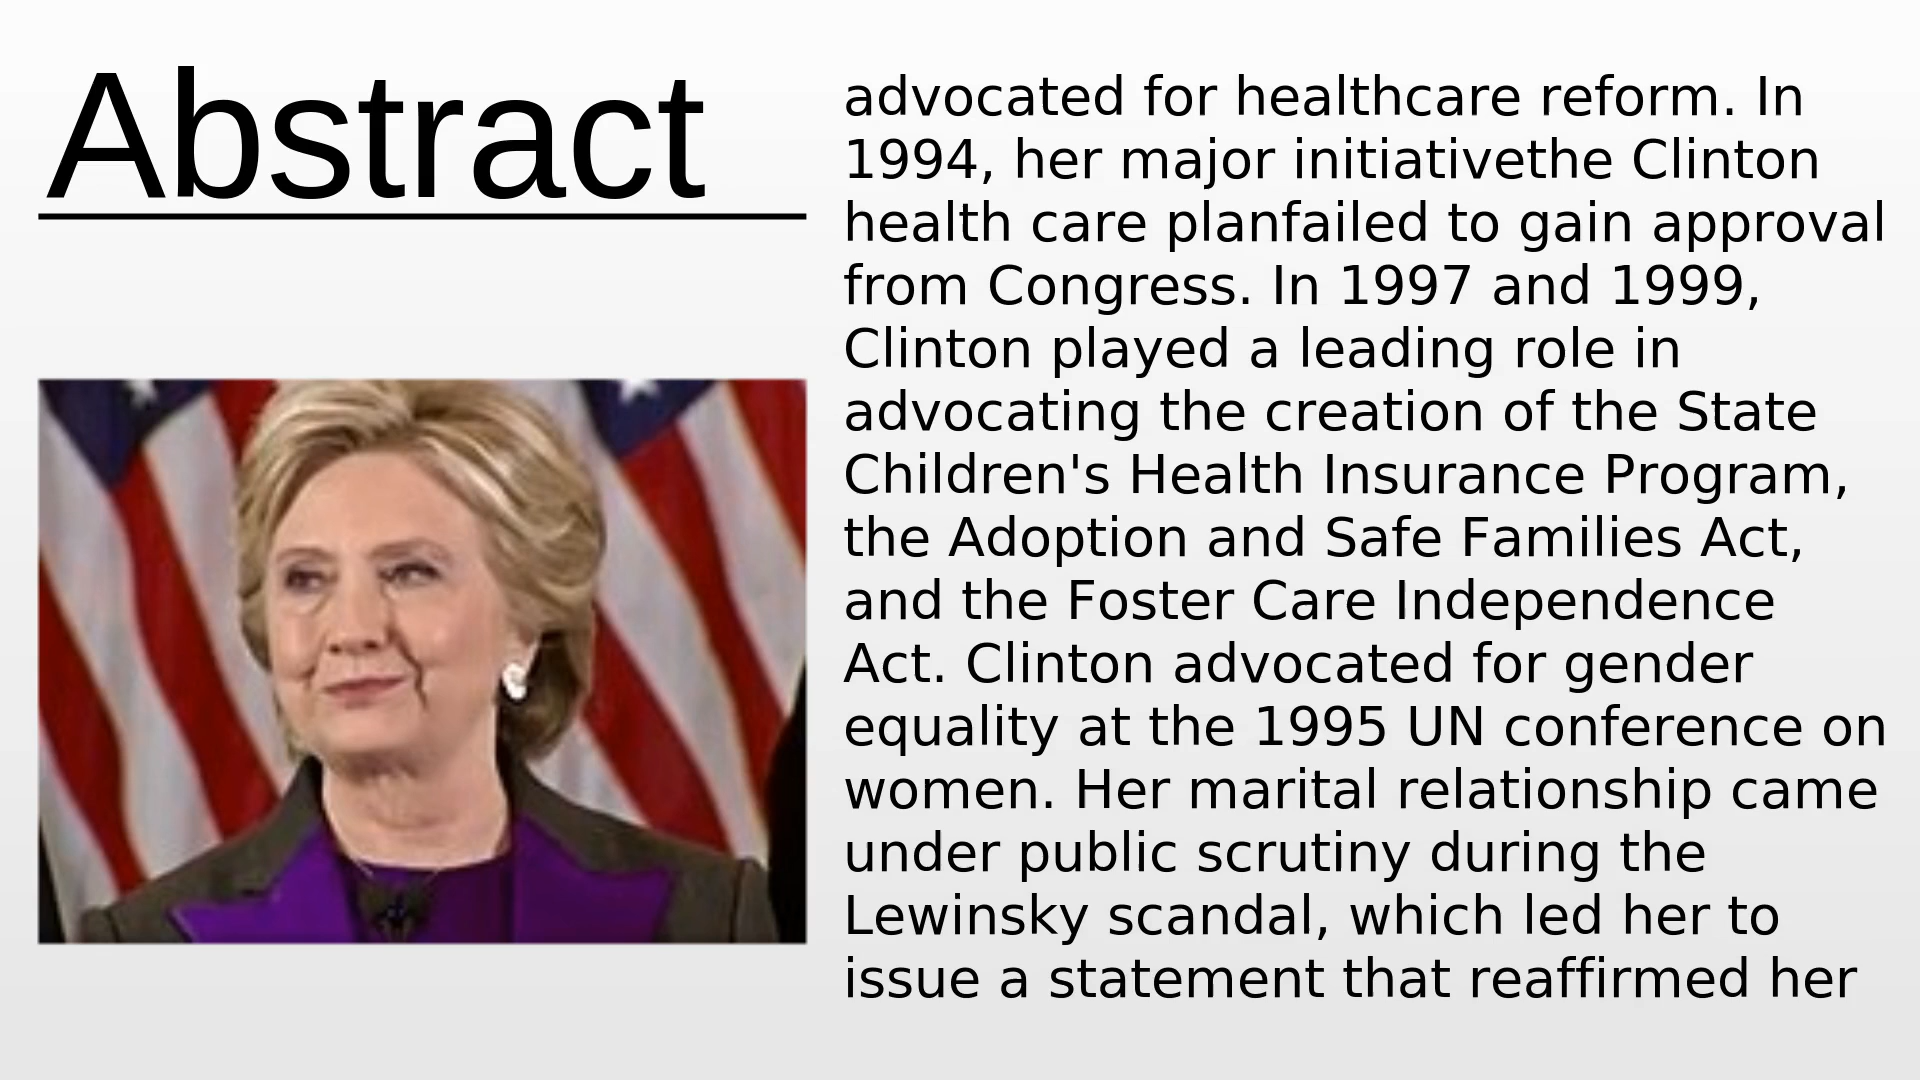 Abstract
advocated for healthcare reform. In
1994, her major initiativethe Clinton
health care planfailed to gain approval
from Congress. In 1997 and 1999,
Clinton played a leading role in
advocating the creation of the State
Children's Health Insurance Program,
the Adoption and Safe Families Act,
and the Foster Care Independence
Act. Clinton advocated for gender
equality at the 1995 UN conference on
women. Her marital relationship came
under public scrutiny during the
Lewinsky scandal, which led her to
issue a statement that reaffirmed her